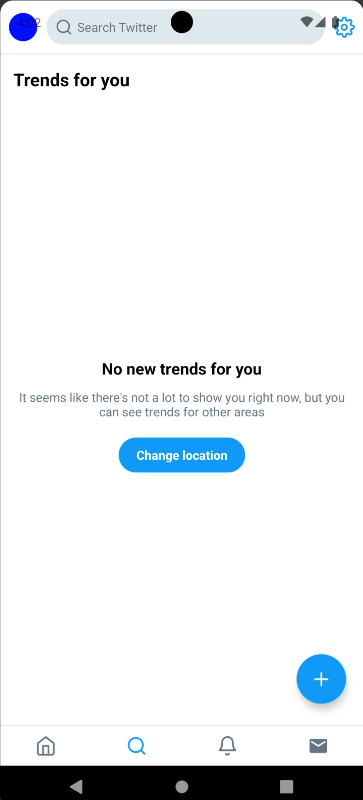 4:02
Search Twitter
Trends for you
No new trends for you
It seems like there's not a lot to show you right now, but you
can see trends for other areas
Change location